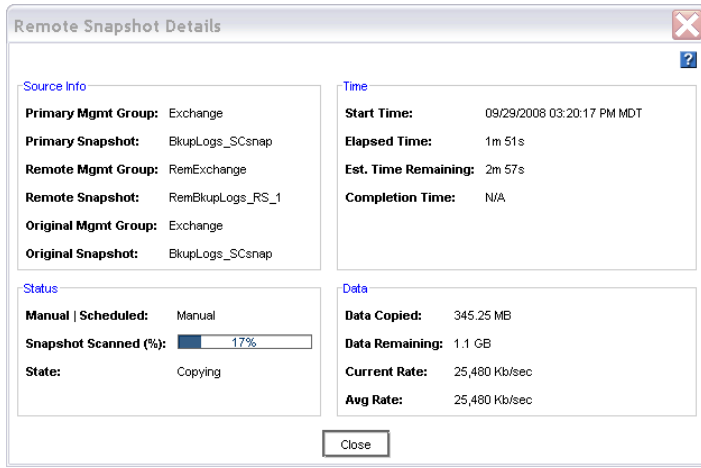 Remote Snapshot Details
?
Source Info
Primary Mgmt Group: Exchange
Primary Snapshot: BkupLogs_SCsnap
Remote Mgmt Group: RemExchange
Remote Snapshot: RemBkupLogs_RS_1
Original Mgmt Group: Exchange
Original Snapshot: BkupLogs_SCsnap
Time
Start Time: 09/29/2008 03:20:17 PM MDT
Elapsed Time: 1m 51s
Est. Time Remaining: 2m 57s
Completion Time: N/A
Status
Manual | Scheduled: Manual
Snapshot Scanned (%): 17%
State: Copying
Data
Data Copied: 345.25 MB
Data Remaining: 1.1 GB
Current Rate: 25,480 Kb/sec
Avg Rate: 25,480 Kb/sec
Close